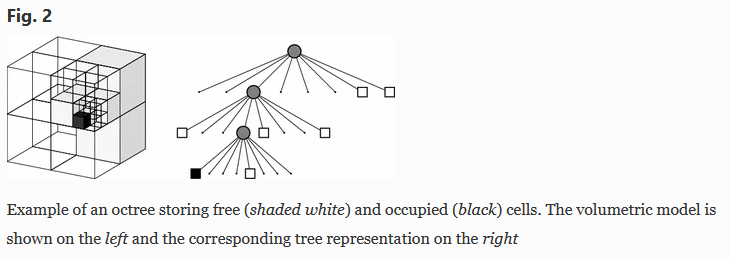 Fig. 2
Example of an octree storing free (shaded white) and occupied (black) cells. The volumetric model is
shown on the left and the corresponding tree representation on the right